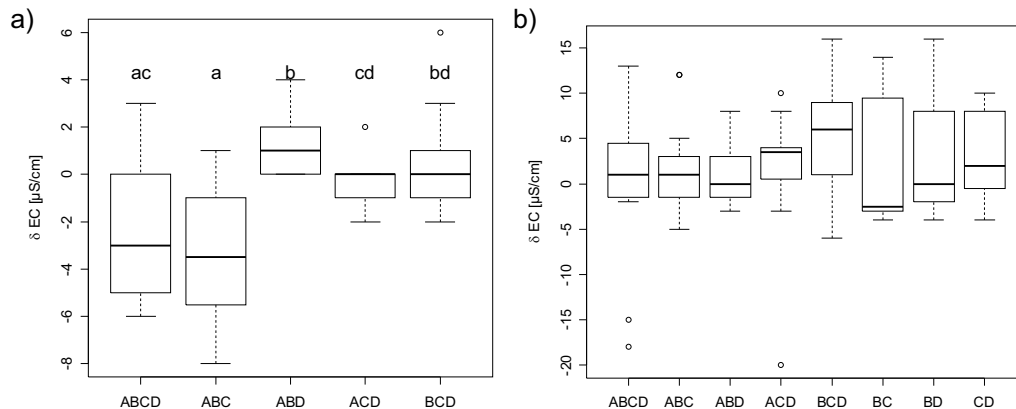 a)
δ EC [µS/cm]
6
4
2
0
-2
-4
-6
-8
ac a b cd bd
ABCD ABC ABD ACD BCD
b)
δ EC [µS/cm]
15
10
5
0
-5
-10
-15
-20
ABCD ABC ABD ACD BCD BC BD CD